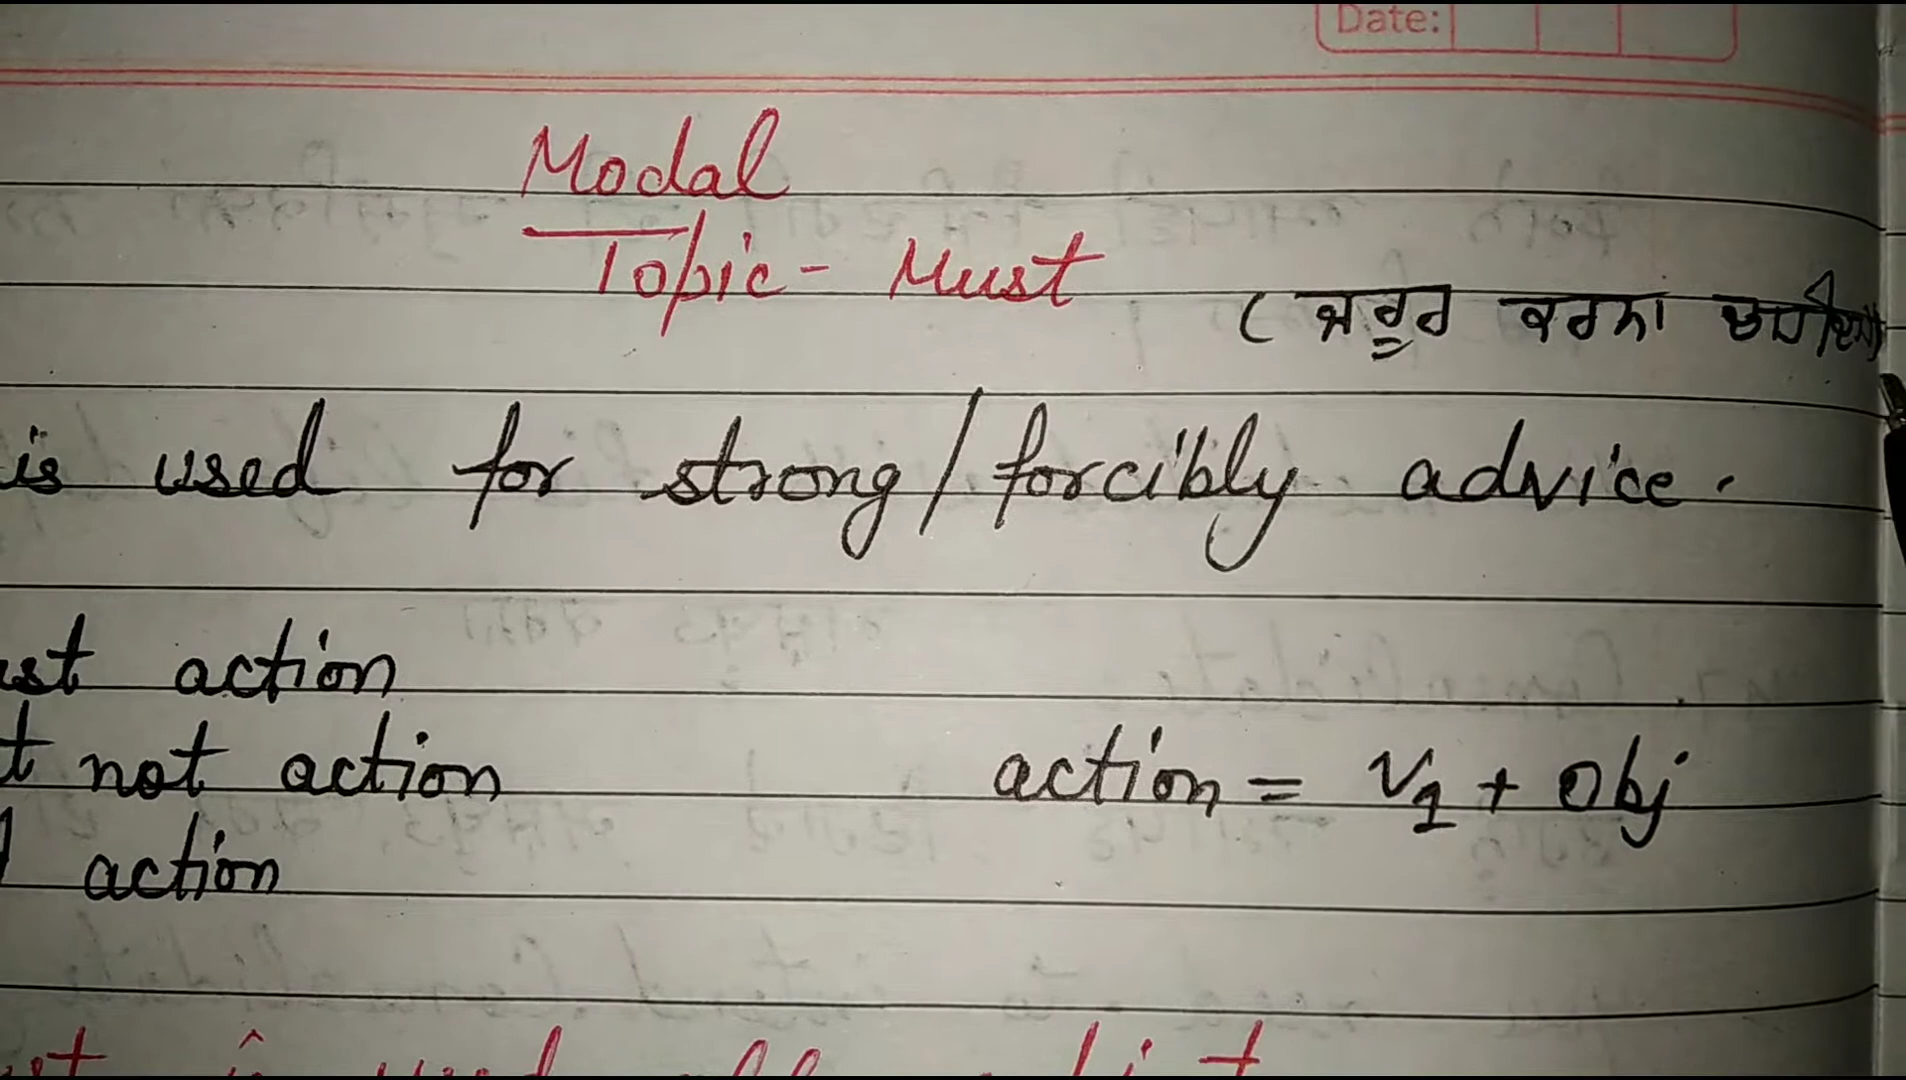 Date:
Modal
Topic - Must
( ਜਰੂਰ ਕਰਨਾ ਚਾਹੀਦਾ)
is used for strong/forcibly advice.
st action
t not action action = V1 + Obj
action